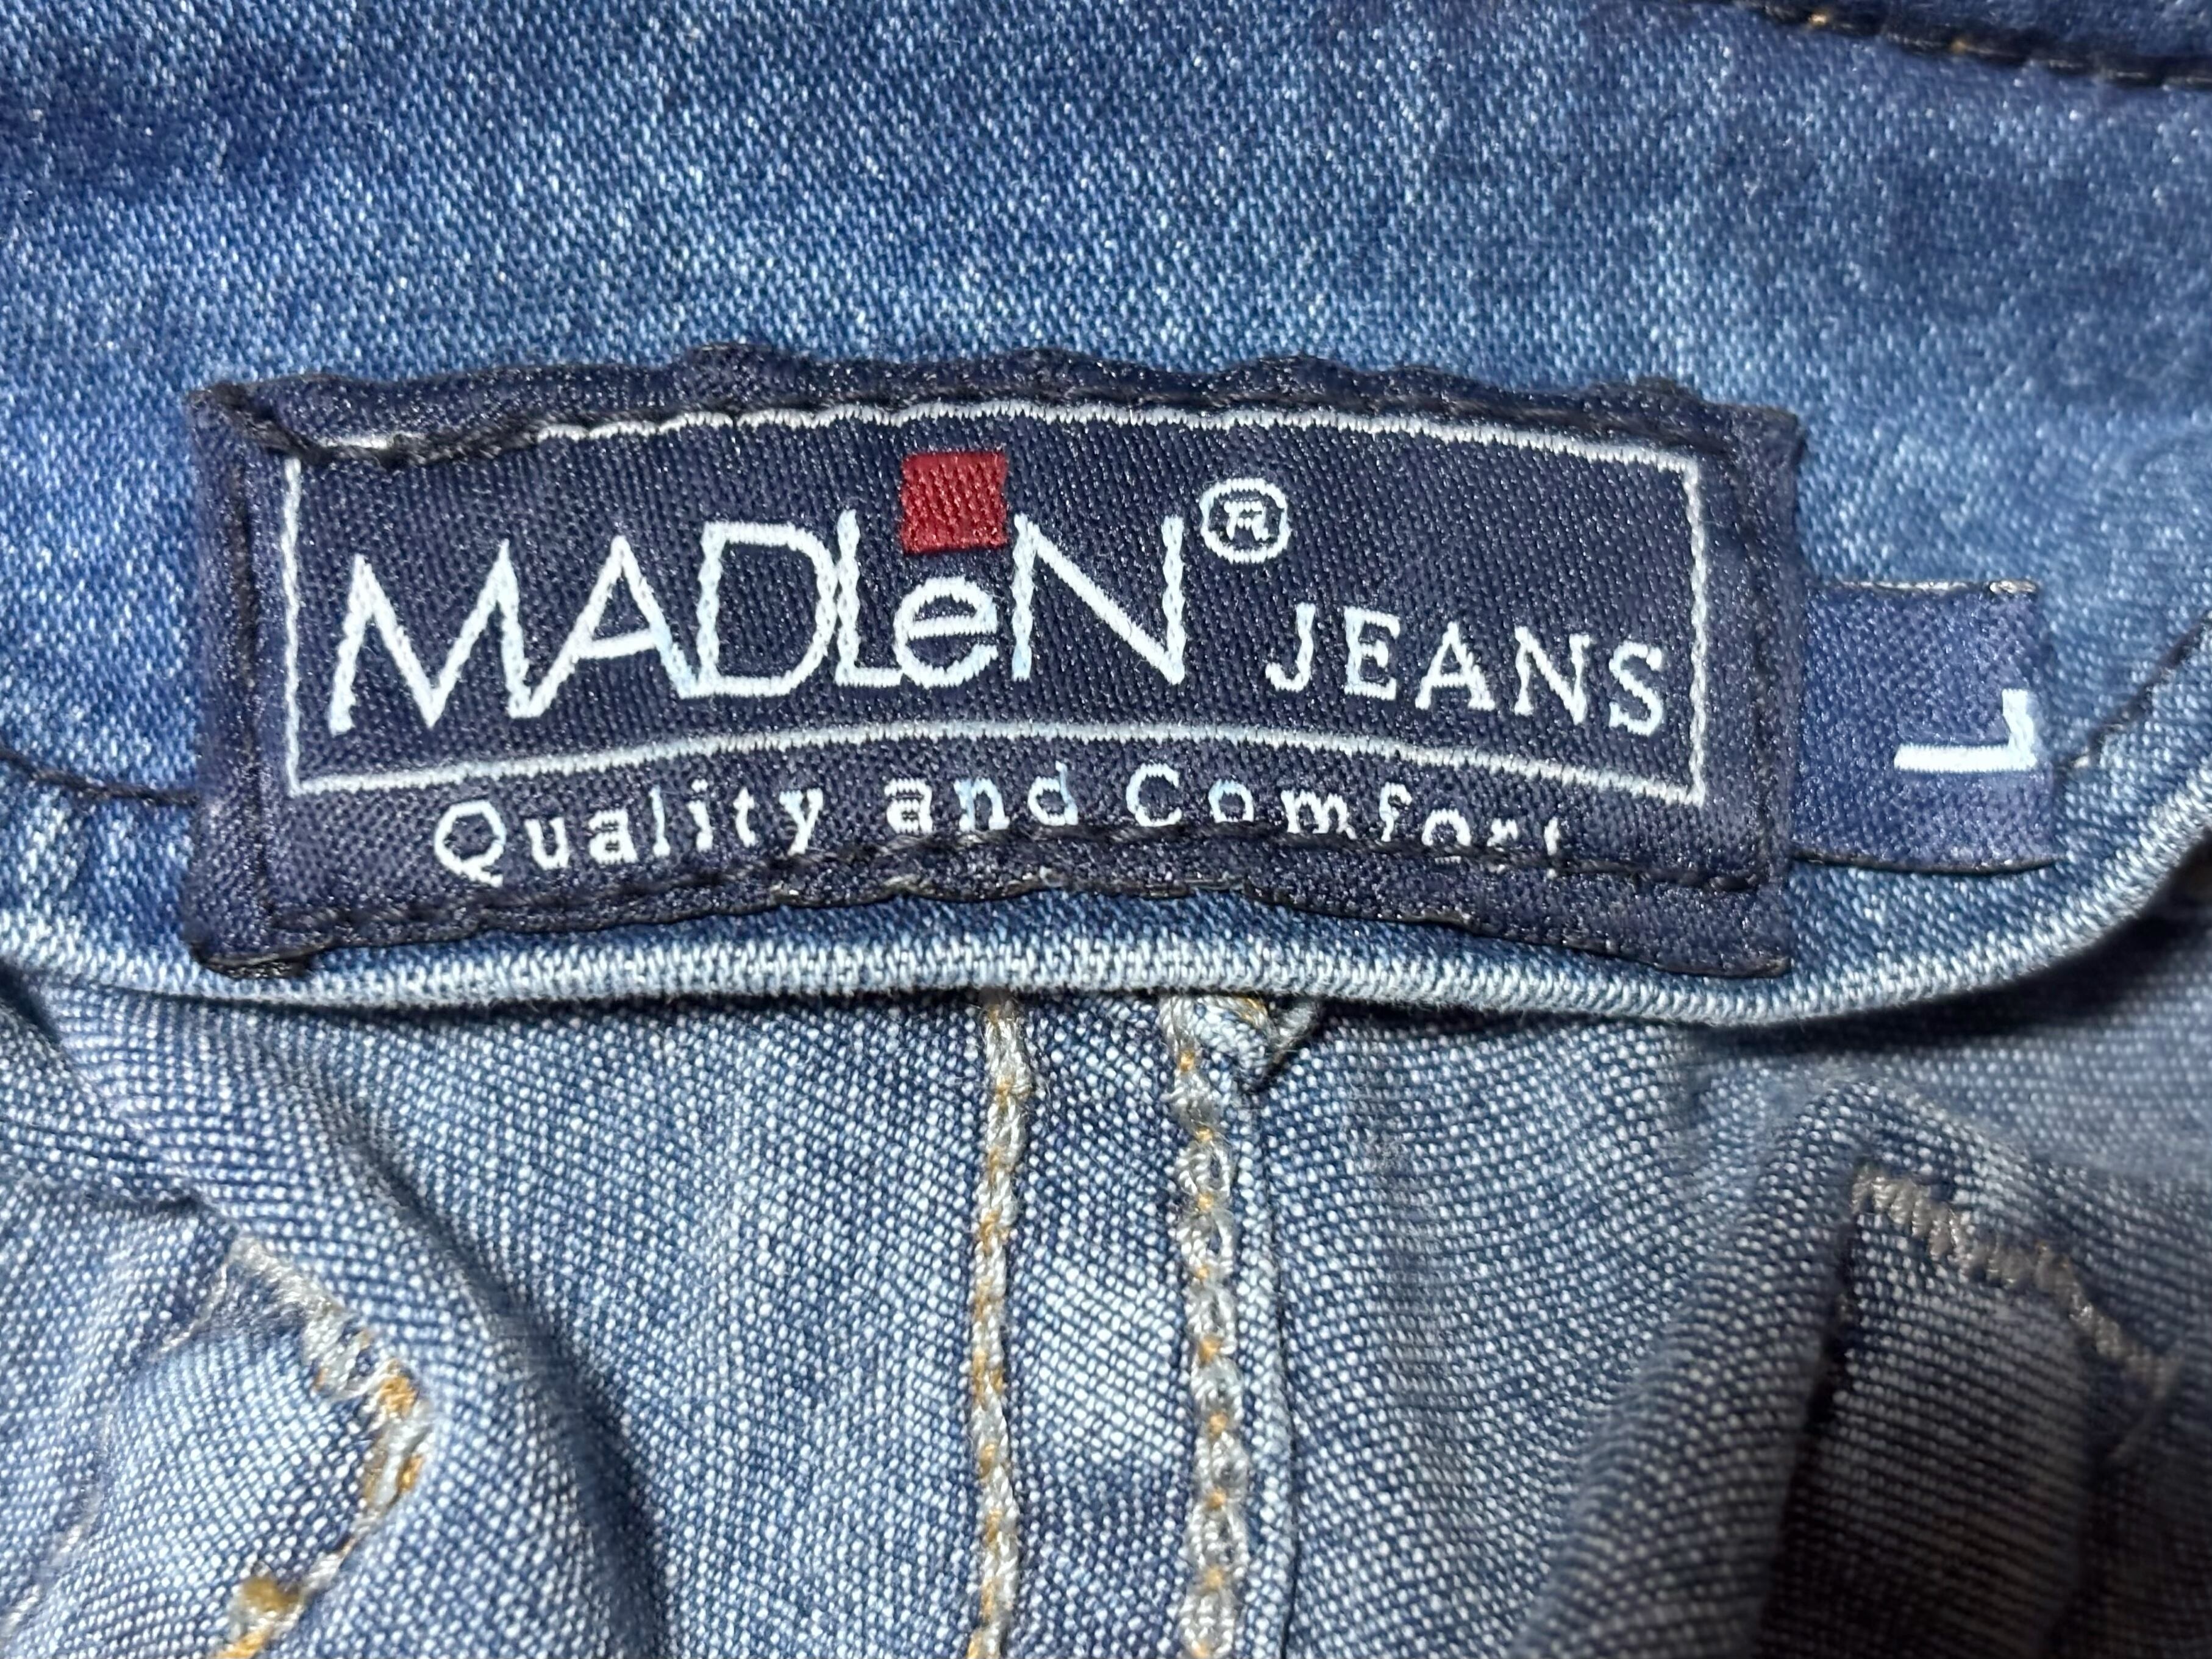 MADLeN® JEANS
Quality and Comfort
L